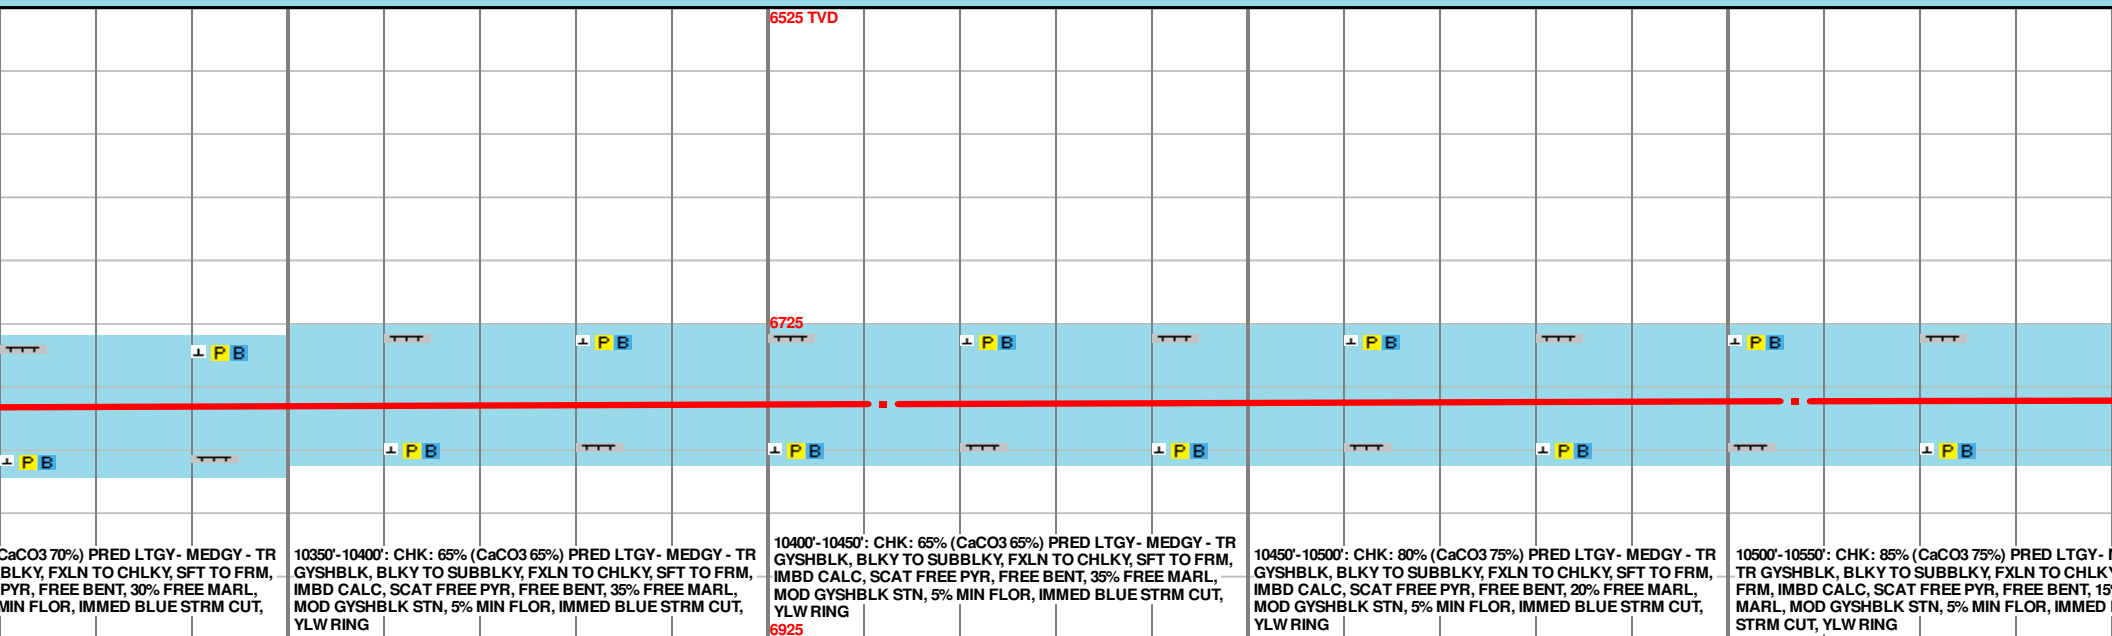 6525 TVD
6725
P B
P B
P B
P B
P B
P B
P B
P B
P B
P B
P B
CaCO3 70%) PRED LTGY- MEDGY - TR
BLKY, FXLN TO CHLKY, SFT TO FRM,
PYR, FREE BENT, 30% FREE MARL,
MIN FLOR, IMMED BLUE STRM CUT,
10350'-10400': CHK: 65% (CaCO3 65%) PRED LTGY- MEDGY - TR
GYSHBLK, BLKY TO SUBBLKY, FXLN TO CHLKY, SFT TO FRM,
IMBD CALC, SCAT FREE PYR, FREE BENT, 35% FREE MARL,
MOD GYSHBLK STN, 5% MIN FLOR, IMMED BLUE STRM CUT,
YLW RING
10400'-10450': CHK: 65% (CaCO3 65%) PRED LTGY- MEDGY - TR
GYSHBLK, BLKY TO SUBBLKY, FXLN TO CHLKY, SFT TO FRM,
IMBD CALC, SCAT FREE PYR, FREE BENT, 35% FREE MARL,
MOD GYSHBLK STN, 5% MIN FLOR, IMMED BLUE STRM CUT,
YLW RING
6925
10450'-10500': CHK: 80% (CaCO3 75%) PRED LTGY- MEDGY - TR
GYSHBLK, BLKY TO SUBBLKY, FXLN TO CHLKY, SFT TO FRM,
IMBD CALC, SCAT FREE PYR, FREE BENT, 20% FREE MARL,
MOD GYSHBLK STN, 5% MIN FLOR, IMMED BLUE STRM CUT,
YLW RING
10500'-10550': CHK: 85% (CaCO3 75%) PRED LTGY-
TR GYSHBLK, BLKY TO SUBBLKY, FXLN TO CHLKY
FRM, IMBD CALC, SCAT FREE PYR, FREE BENT, 15
MARL, MOD GYSHBLK STN, 5% MIN FLOR, IMMED
STRM CUT, YLW RING